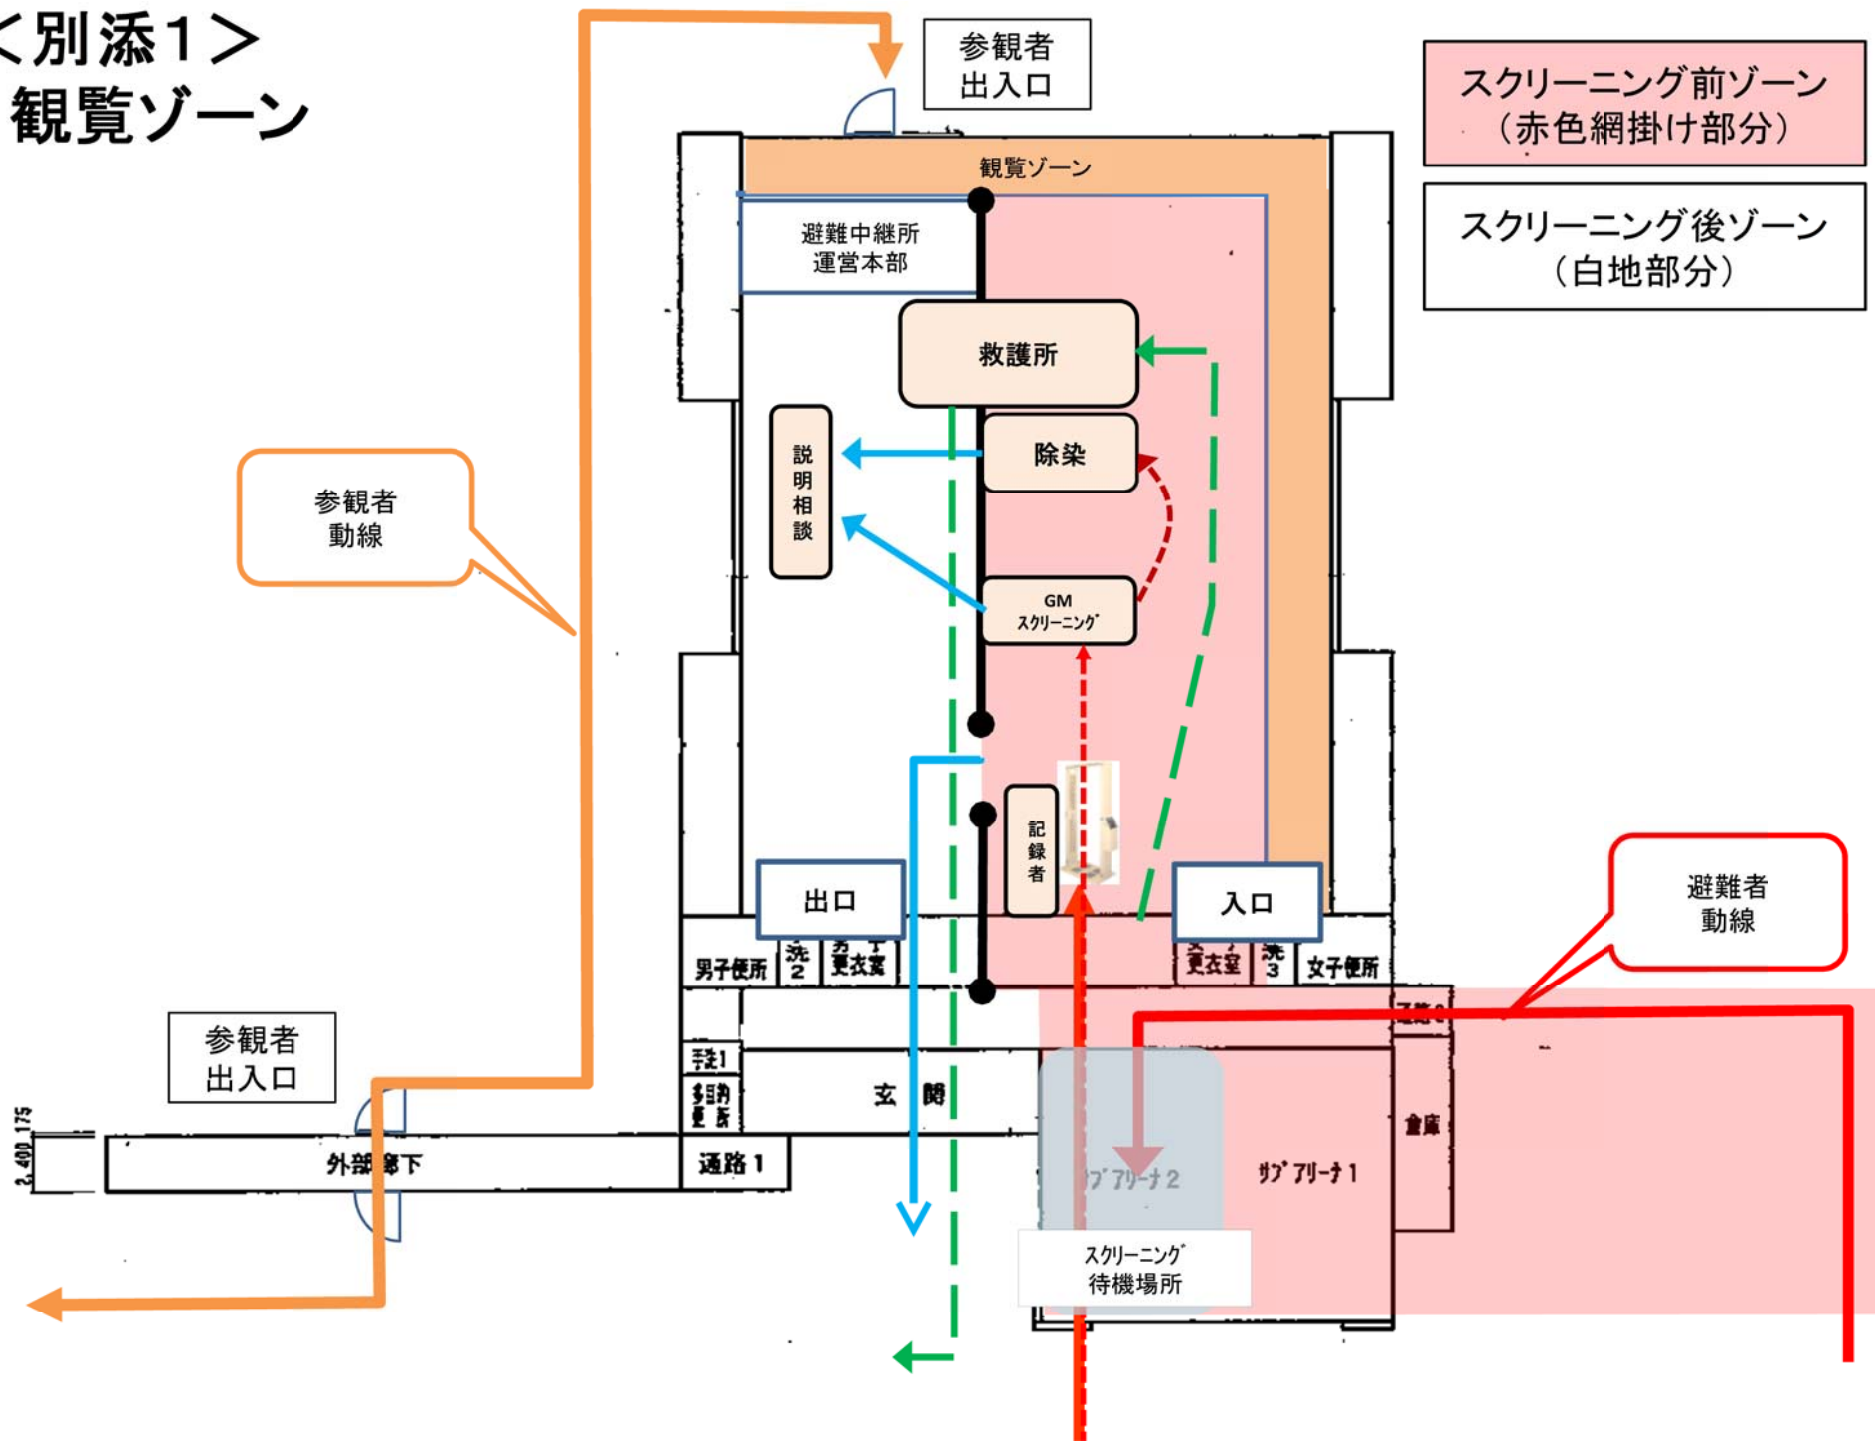 ＜別添１＞
観覧ゾーン
参観者
出入口
スクリーニング前ゾーン
（赤色網掛け部分）
スクリーニング後ゾーン
（白地部分）
観覧ゾーン
避難中継所
運営本部
救護所
除染
説明相談
GM
スクリーニング
参観者
動線
記録者
出口
入口
避難者
動線
男子便所
洗2
更衣室
更衣室
洗3
女子便所
参観者
出入口
手洗1
玄関
倉庫
2,400 175
外部廊下
通路1
サブアリーナ1
スクリーニング
待機場所